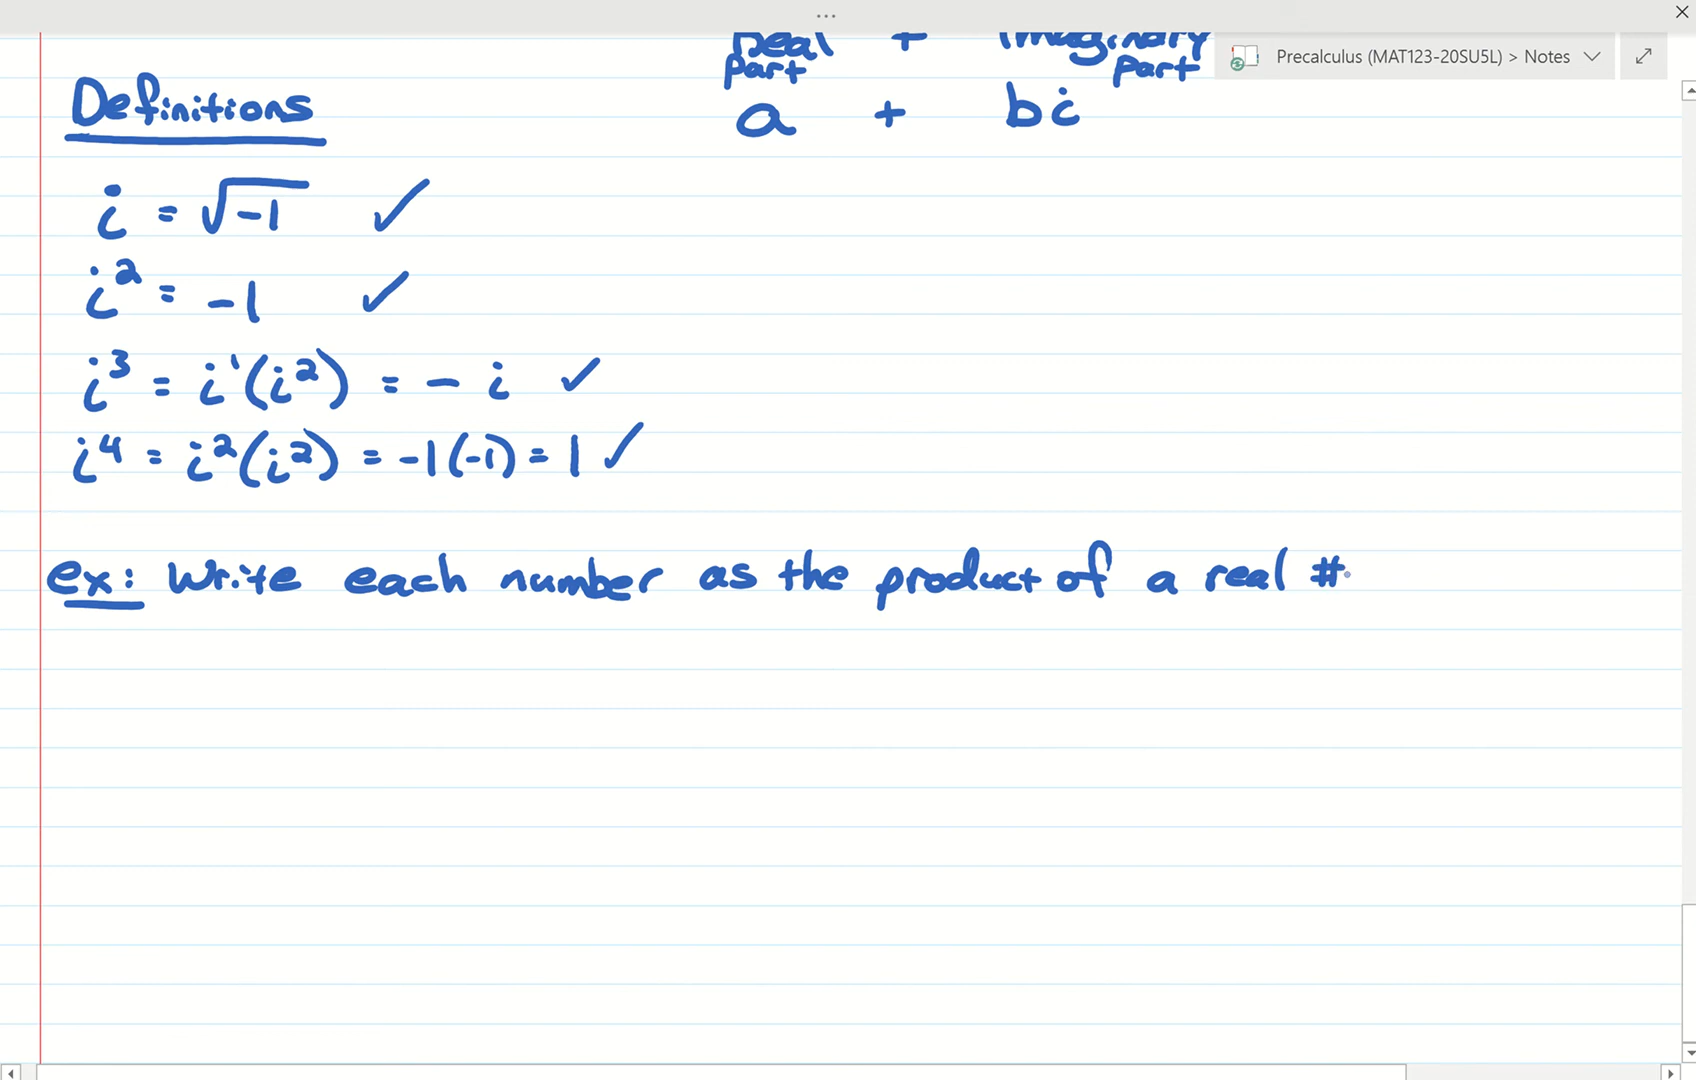 ...
Real + Imaginary
Precalculus (MAT123-20SU5L) > Notes
part part
Definitions
a + bi
i = √-1 ✓
i² = -1 ✓
i³ = i¹(i²) = - i ✓
i⁴ = i²(i²) = -1(-1) = 1 ✓
ex: Write each number as the product of a real #